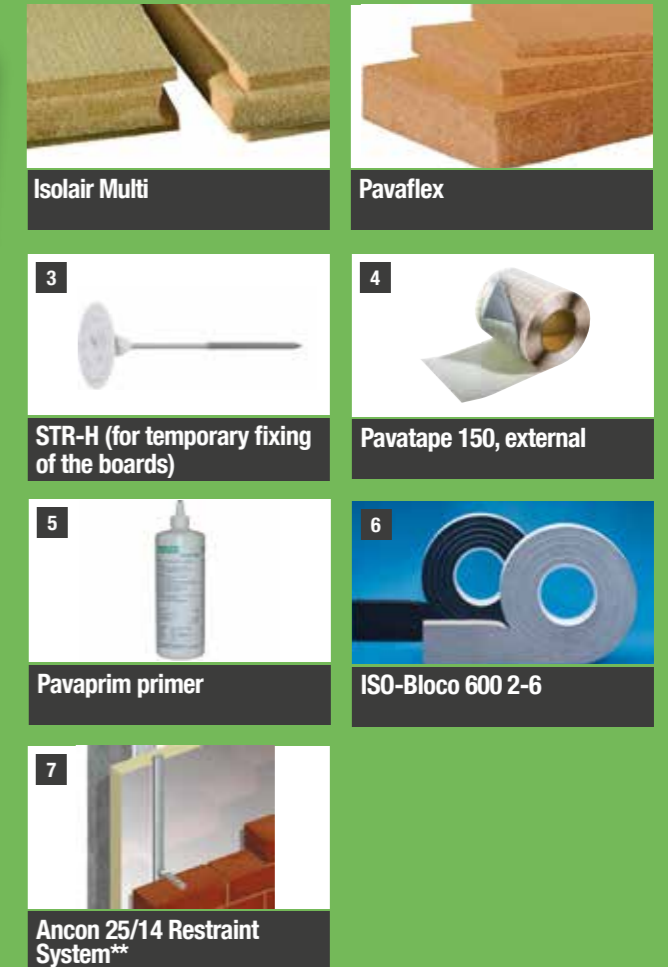 Isolair Multi
Pavaflex
3
STR-H (for temporary fixing
of the boards)
4
Pavatape 150, external
5
Pavaprim primer
6
ISO-Bloco 600 2-6
7
Ancon 25/14 Restraint
System**